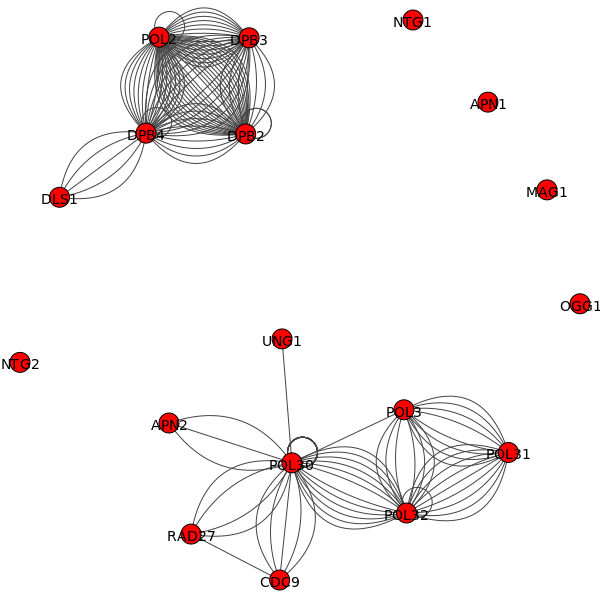 NTG1
POL2
DPB3
APN1
DPB4
DPB2
MAG1
DLS1
OGG1
UNG1
NTG2
POL3
APN2
POL31
POL30
POL32
RAD27
CDC9